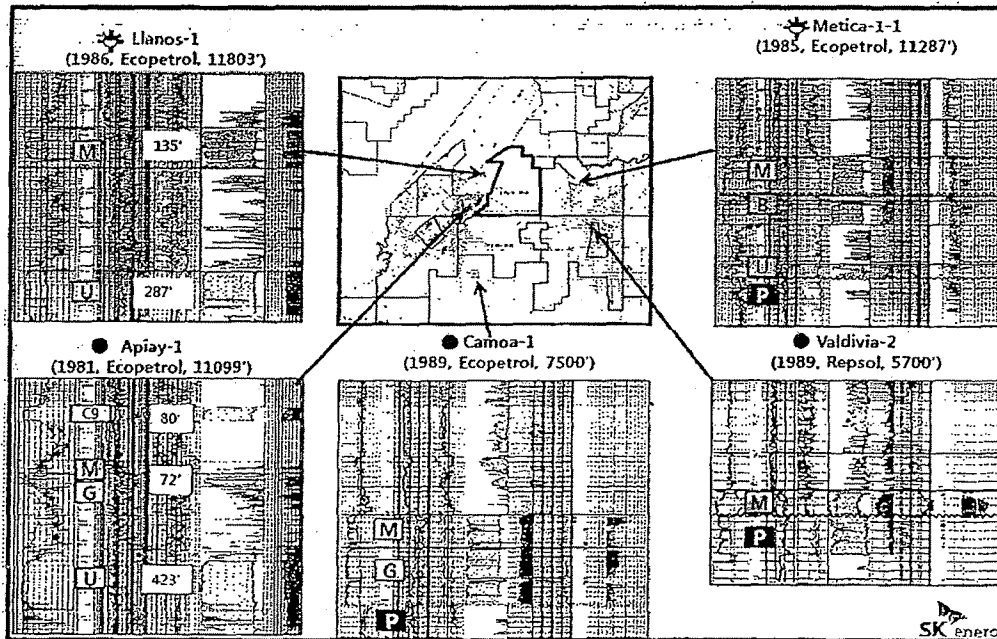 Llanos-1
(1986, Ecopetrol, 11803')
M
135'
U
287'
Metica-1-1
(1985, Ecopetrol, 11287')
M
B
U
P
Apiay-1
(1981, Ecopetrol, 11099')
C9
80'
M
72'
G
U
423'
Camoa-1
(1989, Ecopetrol, 7500')
M
G
P
Valdivia-2
(1989, Repsol, 5700')
M
P
SK energ